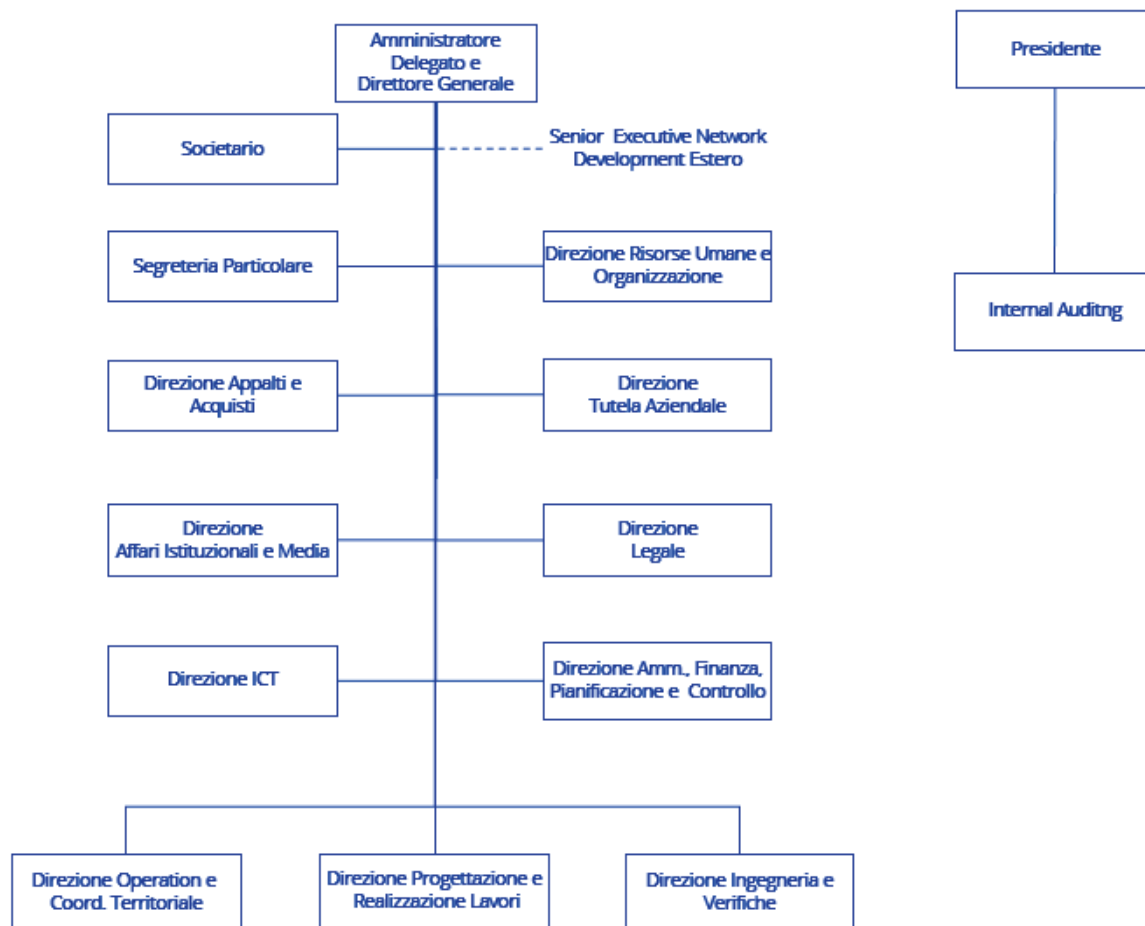 Amministratore
Delegato e
Direttore Generale
Presidente
Societario
Senior Executive Network
Development Estero
Segreteria Particolare
Direzione Risorse Umane e
Organizzazione
Internal Auditng
Direzione Appalti e
Acquisti
Direzione
Tutela Aziendale
Direzione
Affari Istituzionali e Media
Direzione
Legale
Direzione ICT
Direzione Amm., Finanza,
Pianificazione e Controllo
Direzione Operation e
Coord. Territoriale
Direzione Progettazione e
Realizzazione Lavori
Direzione Ingegneria e
Verifiche